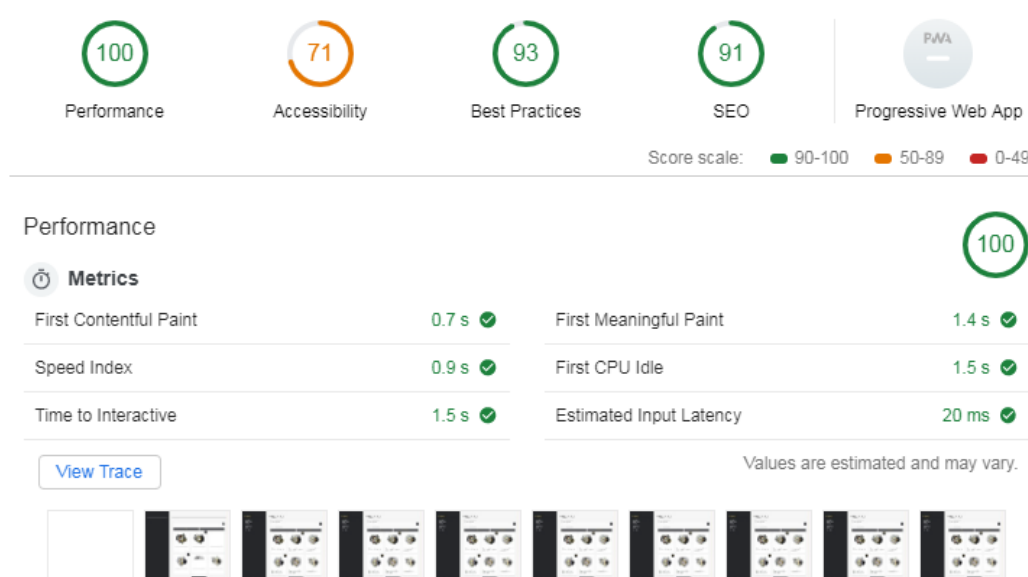 100 71 93 91 PWA
Performance Accessibility Best Practices SEO Progressive Web App
Score scale: 90-100 50-89 0-49
Performance
100
Metrics
First Contentful Paint 0.7 s First Meaningful Paint 1.4 s
Speed Index 0.9 s First CPU Idle 1.5 s
Time to Interactive 1.5 s Estimated Input Latency 20 ms
View Trace Values are estimated and may vary.